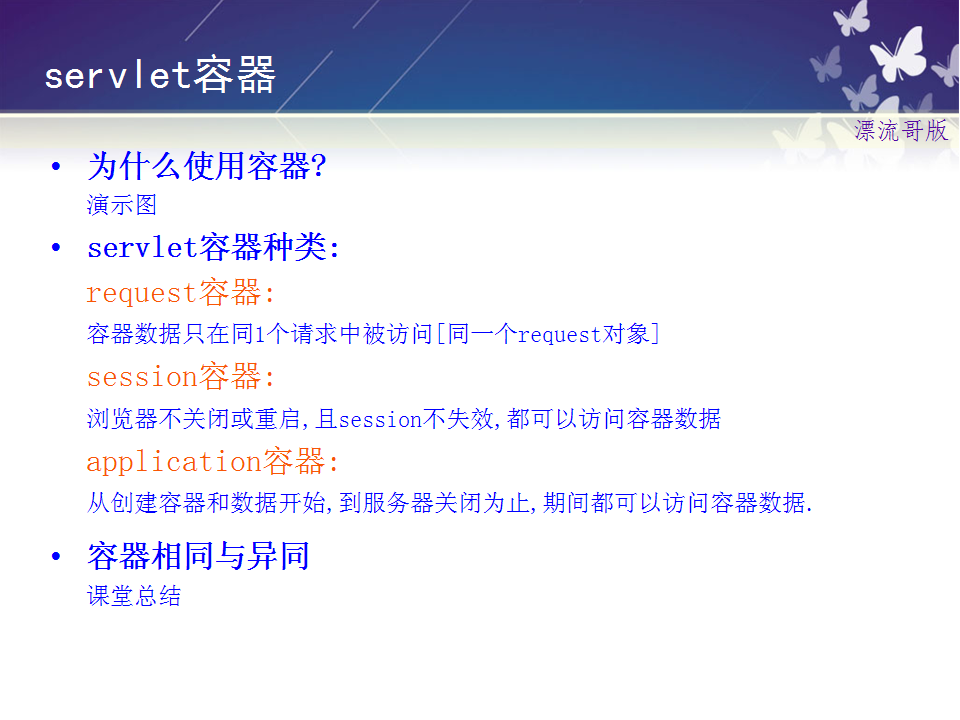 servlet容器
漂流哥版
• 为什么使用容器?
演示图
• servlet容器种类:
request容器:
容器数据只在同1个请求中被访问[同一个request对象]
session容器:
浏览器不关闭或重启,且session不失效,都可以访问容器数据
application容器:
从创建容器和数据开始,到服务器关闭为止,期间都可以访问容器数据.
• 容器相同与异同
课堂总结